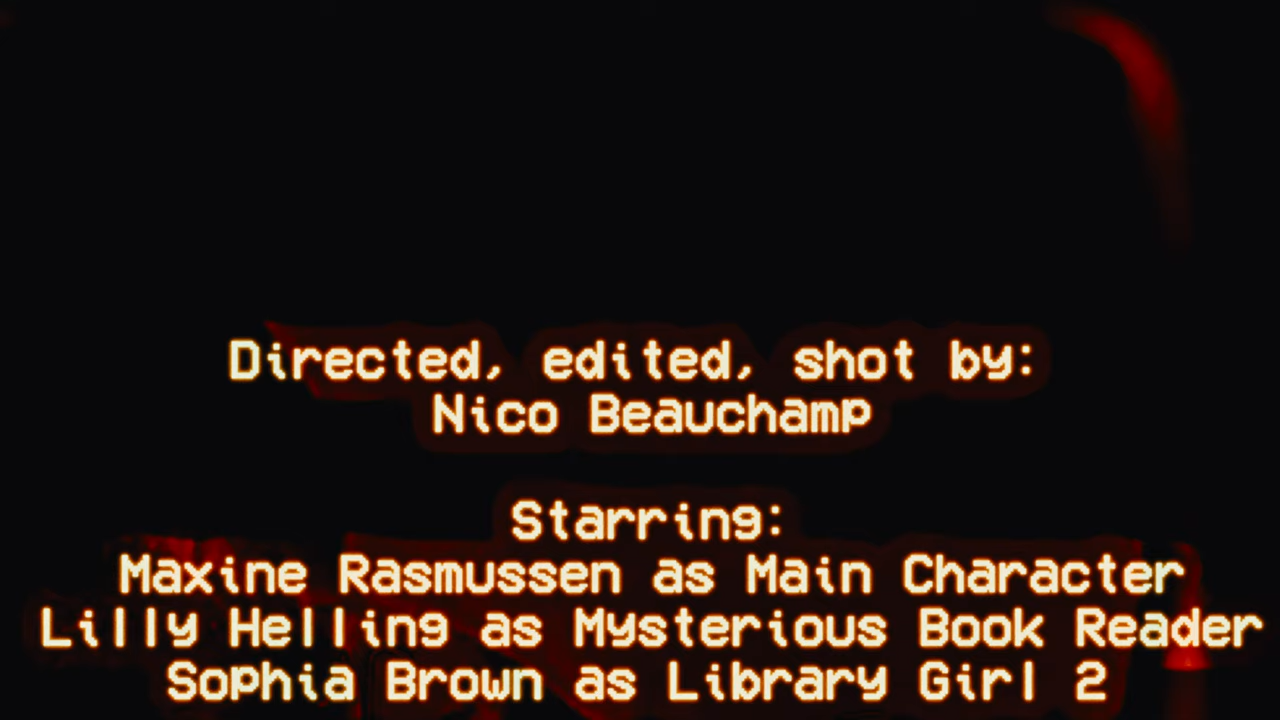 Directed, edited, shot by:
Nico Beauchamp
Starring:
Maxine Rasmussen as Main Character
Lilly Helling as Mysterious Book Reader
Sophia Brown as Library Girl 2